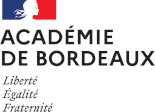 ACADÉMIE
DE BORDEAUX
Liberté
Égalité
Fraternité